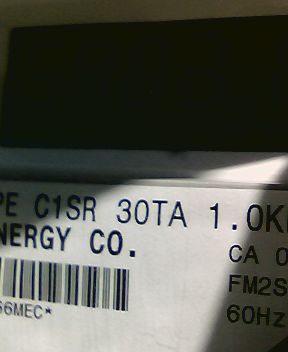 PE C1SR 30TA 1.0K
NERGY CO.
CA 0
FM2S
60Hz
66MEC*